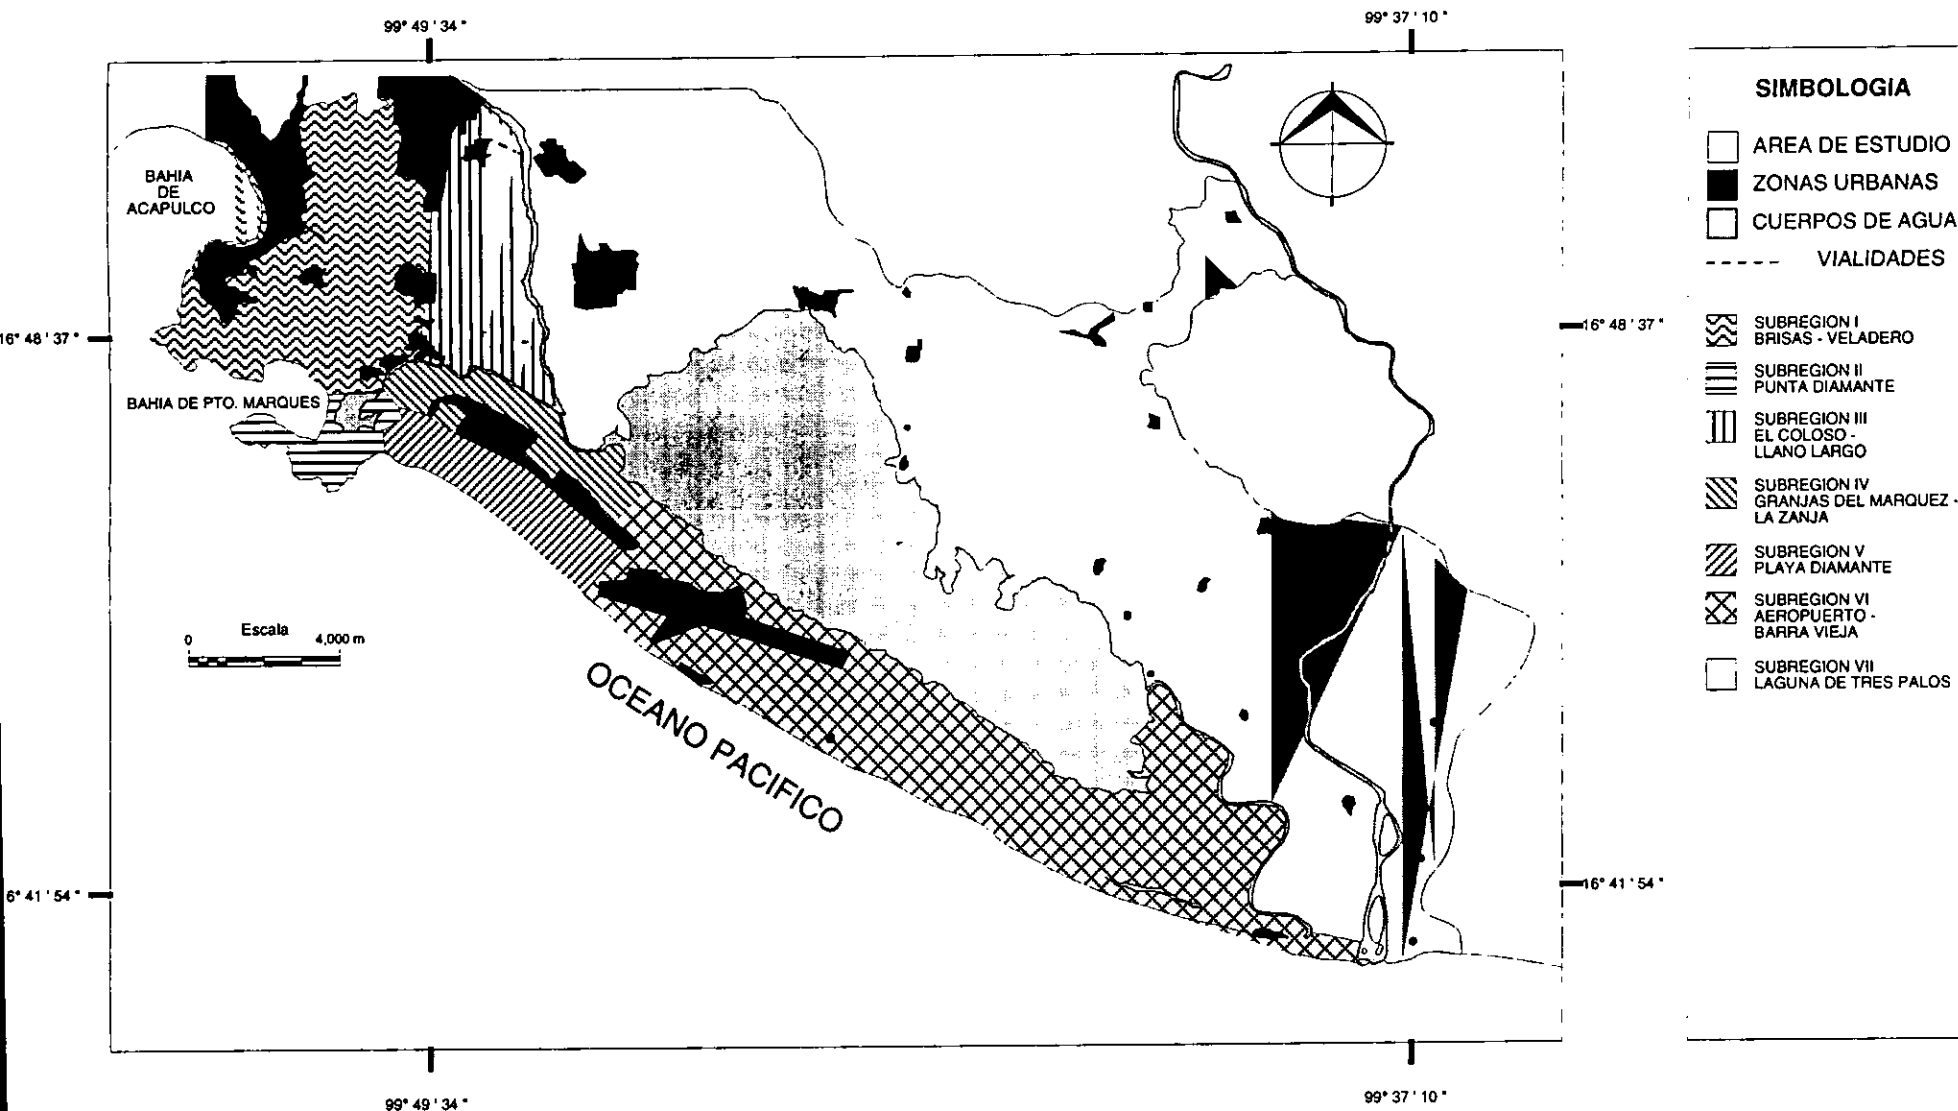 99° 49 ' 34 "
99° 37 ' 10 "
BAHIA
DE
ACAPULCO
16° 48 ' 37 "
16° 48 ' 37 "
BAHIA DE PTO. MARQUES
Escala
0 4,000 m
OCEANO PACIFICO
6° 41 ' 54 "
16° 41 ' 54 "
99° 49 ' 34 "
99° 37 ' 10 "
SIMBOLOGIA
AREA DE ESTUDIO
ZONAS URBANAS
CUERPOS DE AGUA
VIALIDADES
SUBREGION I
BRISAS - VELADERO
SUBREGION II
PUNTA DIAMANTE
SUBREGION III
EL COLOSO -
LLANO LARGO
SUBREGION IV
GRANJAS DEL MARQUEZ -
LA ZANJA
SUBREGION V
PLAYA DIAMANTE
SUBREGION VI
AEROPUERTO -
BARRA VIEJA
SUBREGION VII
LAGUNA DE TRES PALOS